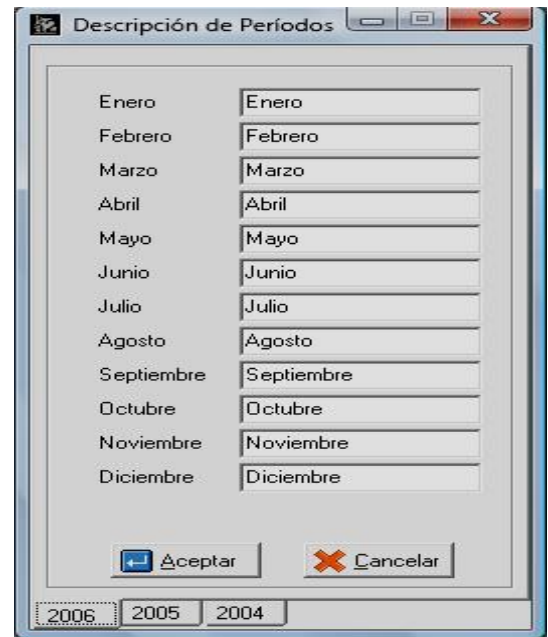 Descripción de Períodos
Enero Enero
Febrero Febrero
Marzo Marzo
Abril Abril
Mayo Mayo
Junio Junio
Julio Julio
Agosto Agosto
Septiembre Septiembre
Octubre Octubre
Noviembre Noviembre
Diciembre Diciembre
Aceptar Cancelar
2006 2005 2004